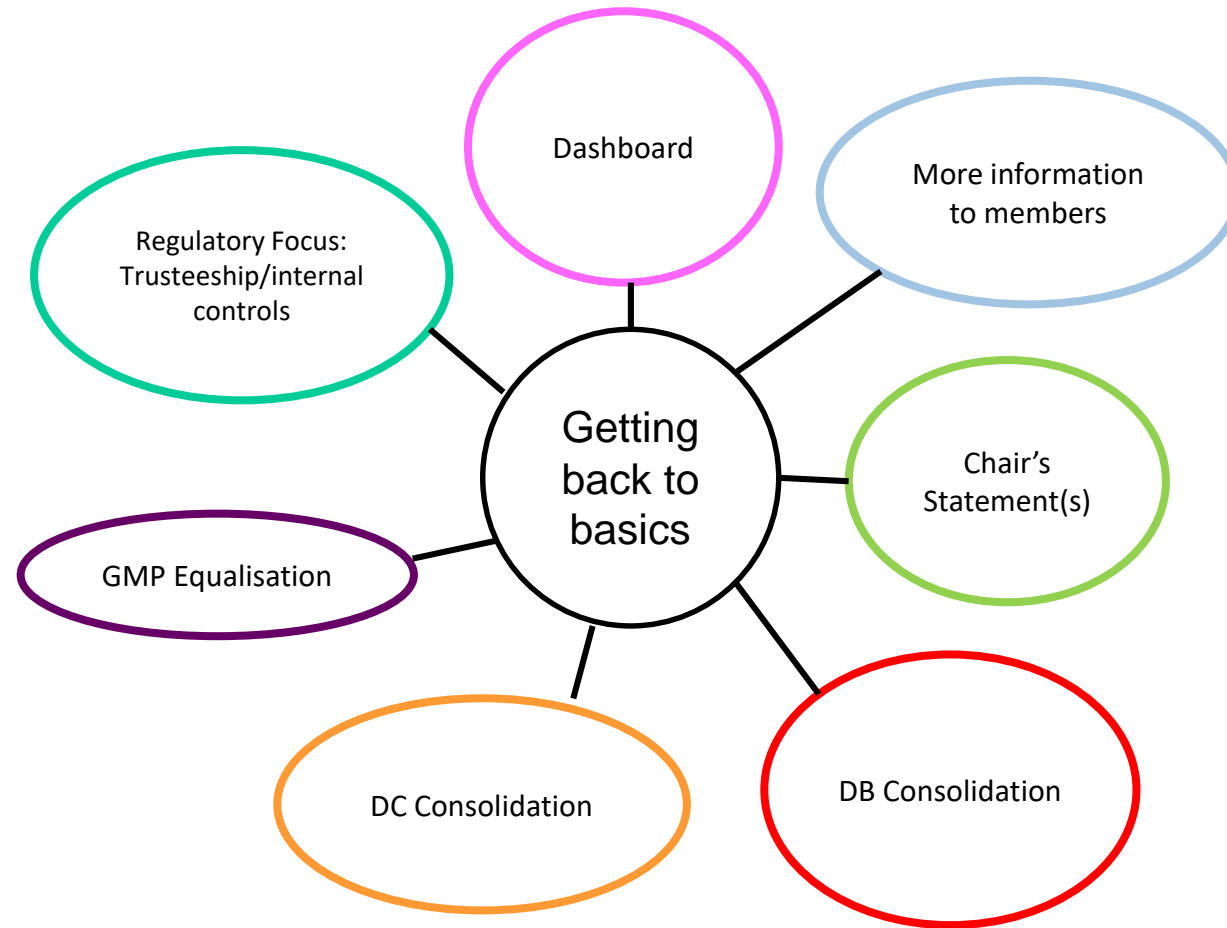 Dashboard
More information
to members
Regulatory Focus:
Trusteeship/internal
controls
Getting
back to
basics
Chair's
Statement(s)
GMP Equalisation
DC Consolidation
DB Consolidation